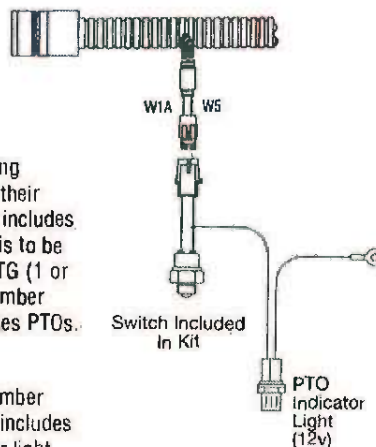 W1A W5
ng
their
includes
is to be
TG (1 or
mber
es PTOs.
Switch Included
In Kit
mber
includes
r light
PTO
Indicator
Light
(12v)